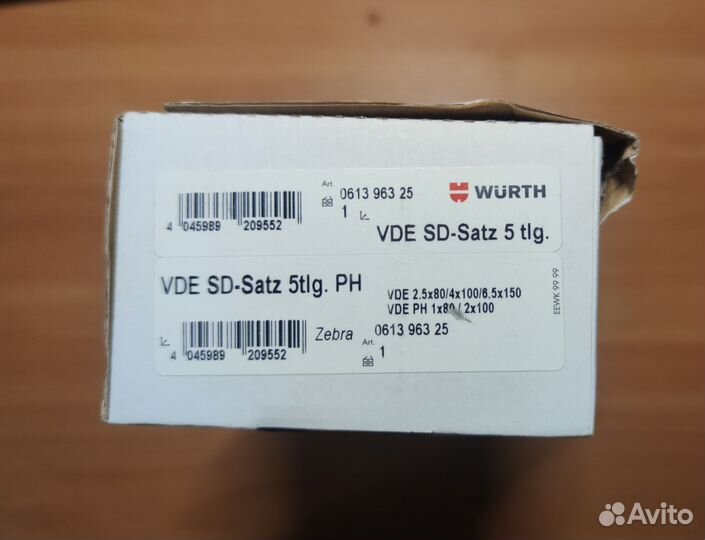 Art. 0613 963 25
WÜRTH
1
VDE SD-Satz 5 tlg.
4 045989 209552
VDE SD-Satz 5tlg. PH
VDE 2.5x80/4x100/6.5x150
VDE PH 1x80 / 2x100
EEWK 99 99
Zebra
Art. 0613 963 25
1
4 045989 209552
Avito